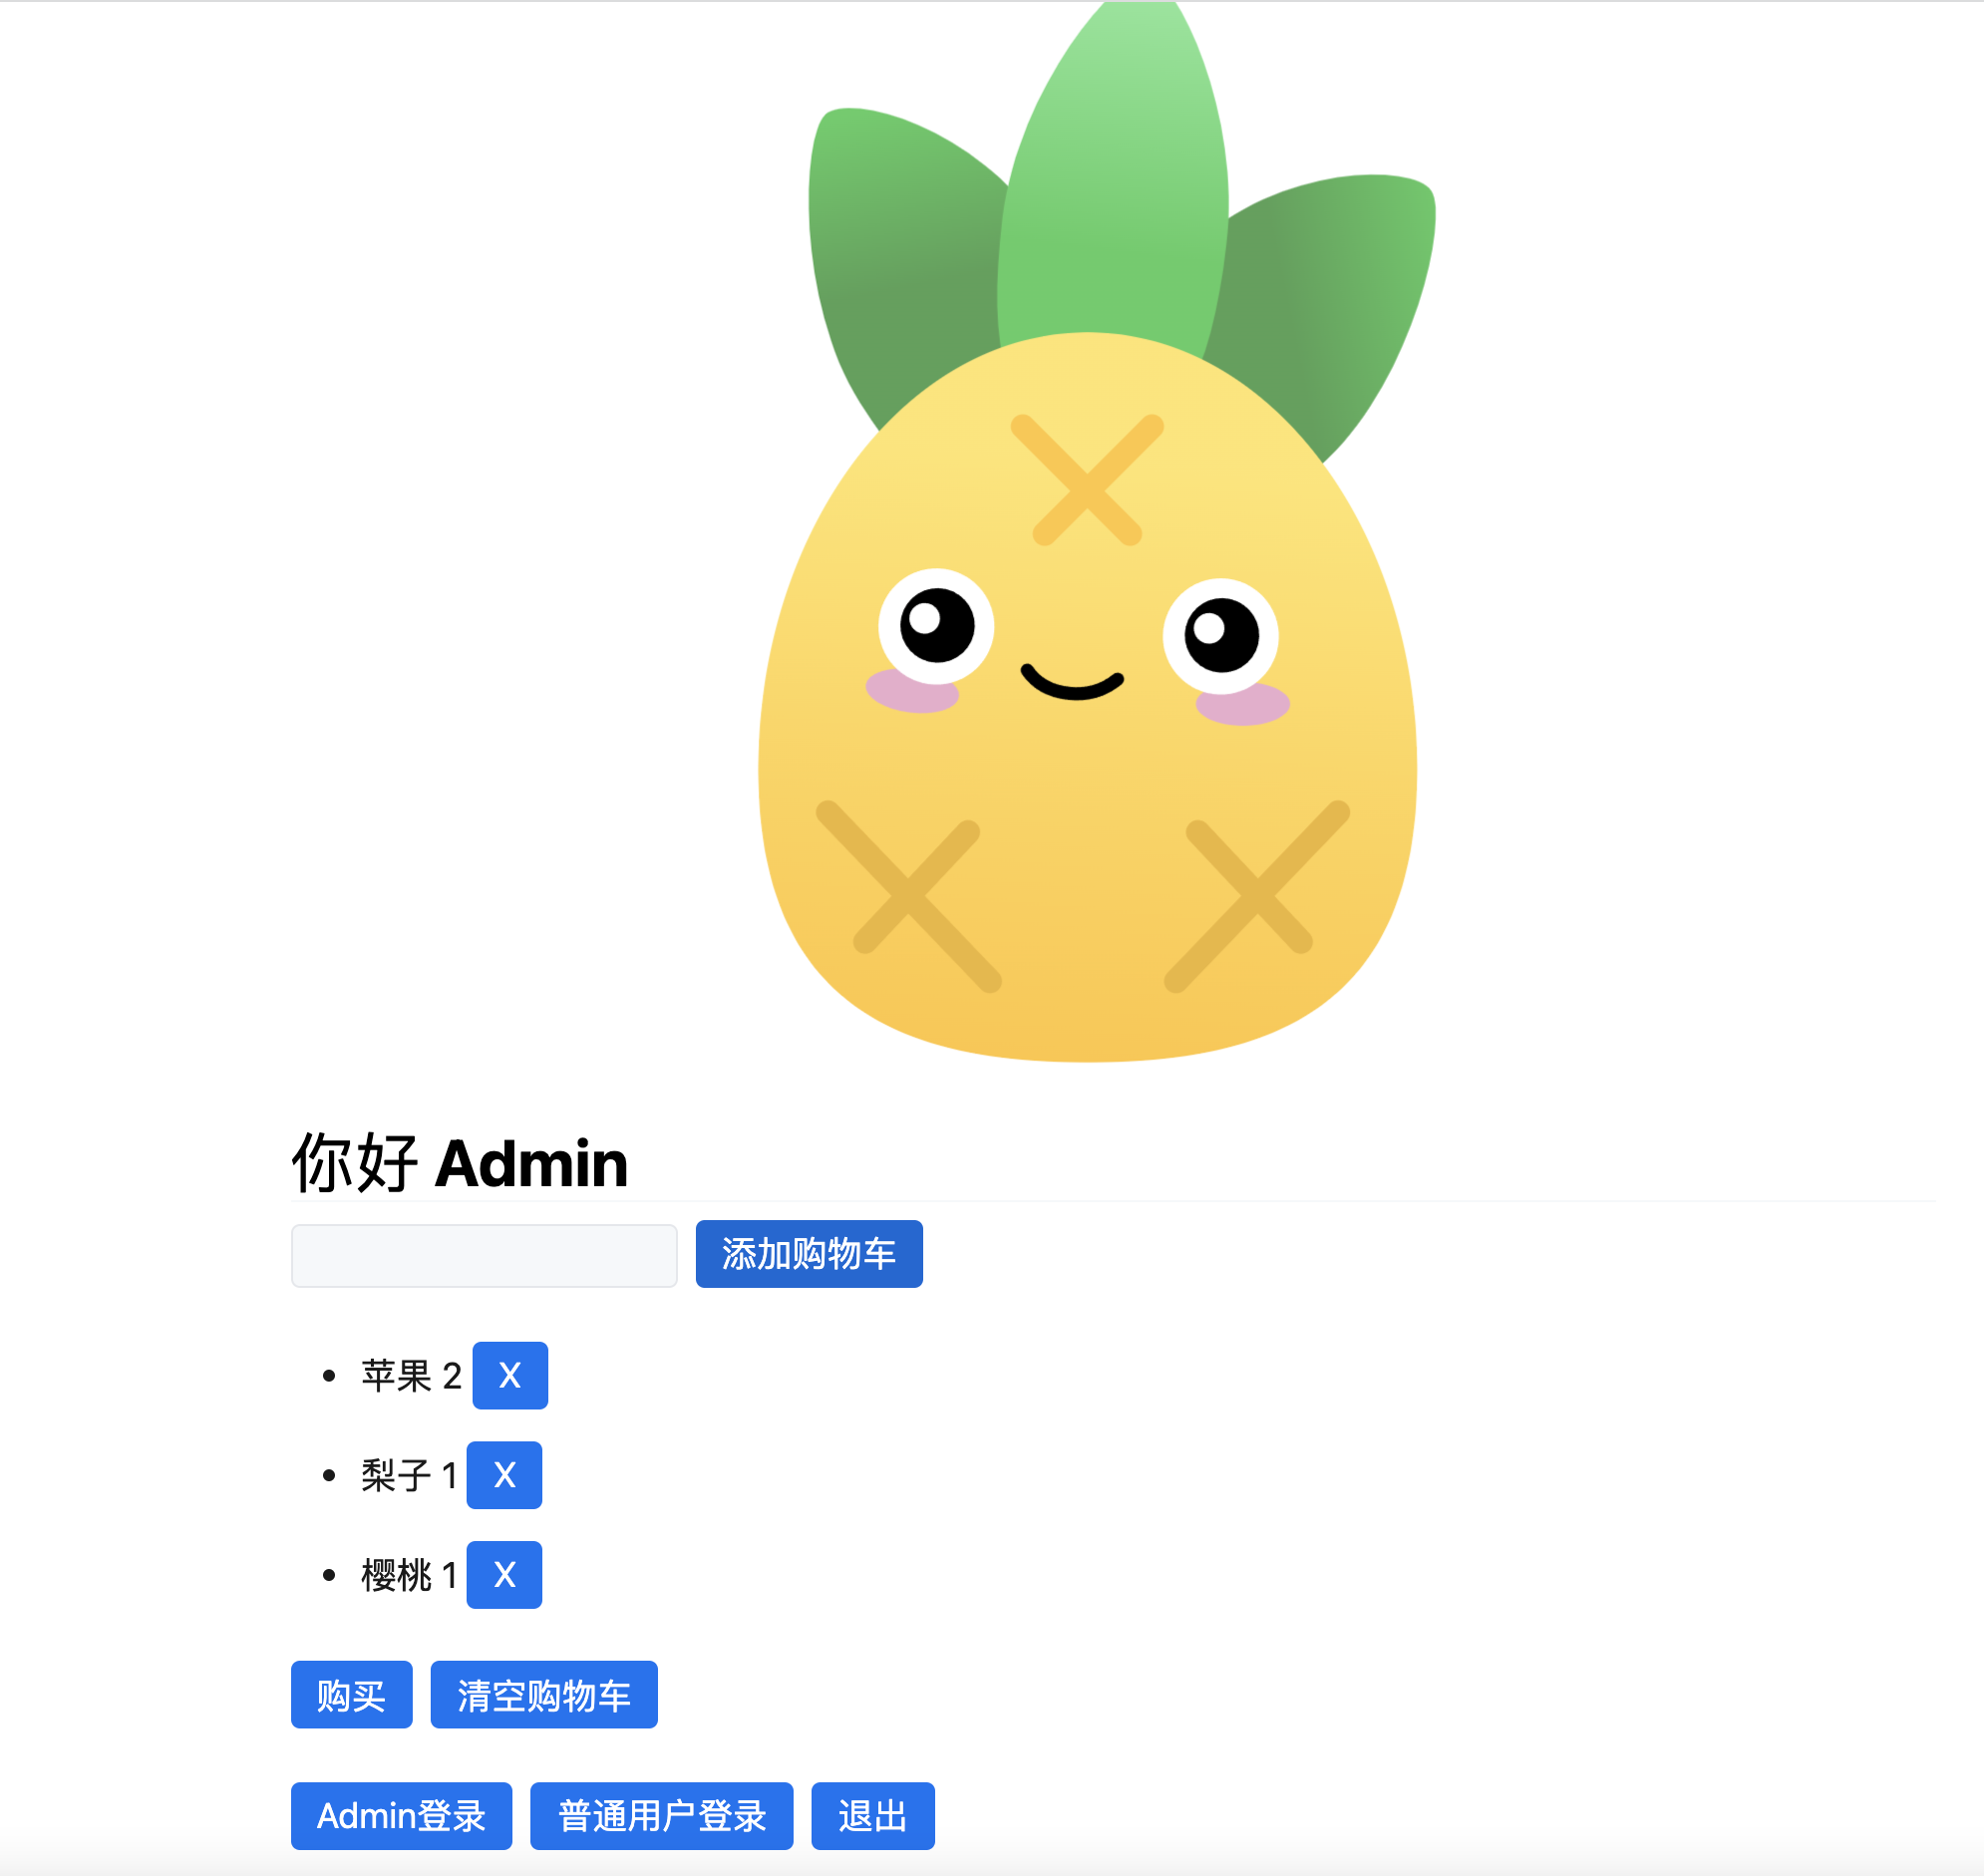 你好 Admin
添加购物车
苹果 2 X
梨子 1 X
樱桃 1 X
购买 清空购物车
Admin登录 普通用户登录 退出